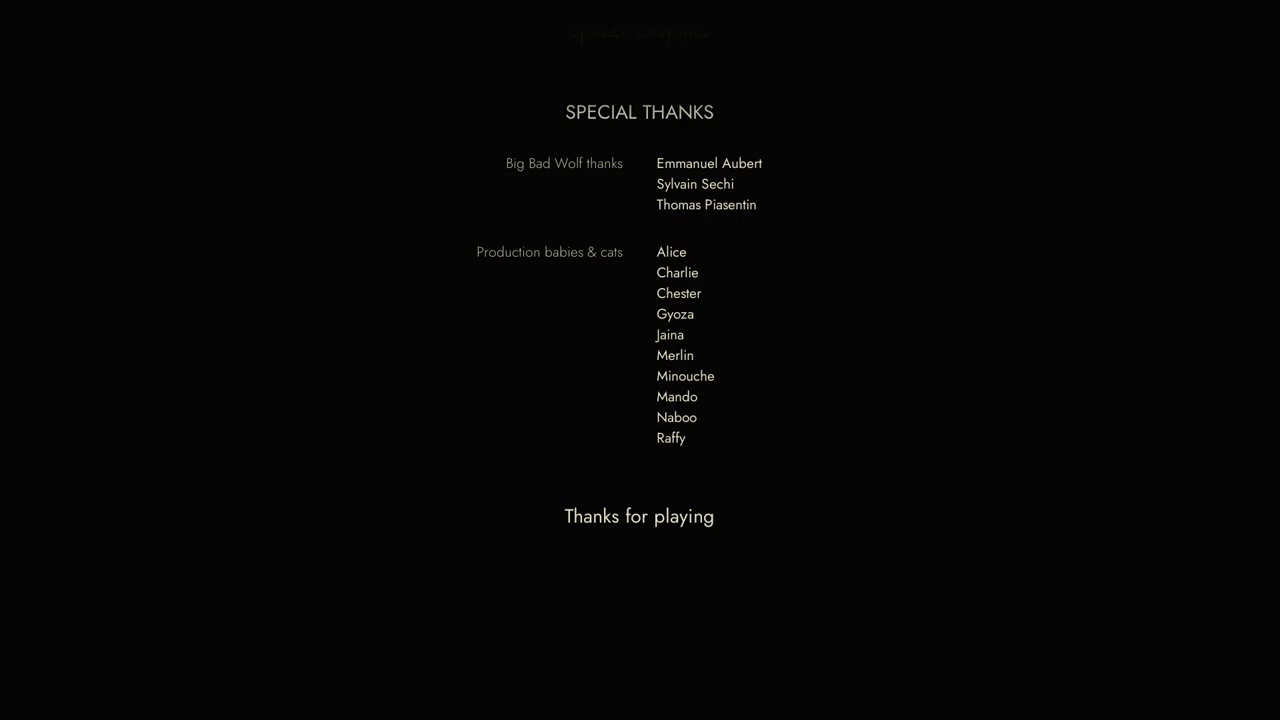 SPECIAL THANKS
Big Bad Wolf thanks Emmanuel Aubert
Sylvain Sechi
Thomas Piasentin
Production babies & cats Alice
Charlie
Chester
Gyoza
Jaina
Merlin
Minouche
Mando
Naboo
Raffy
Thanks for playing